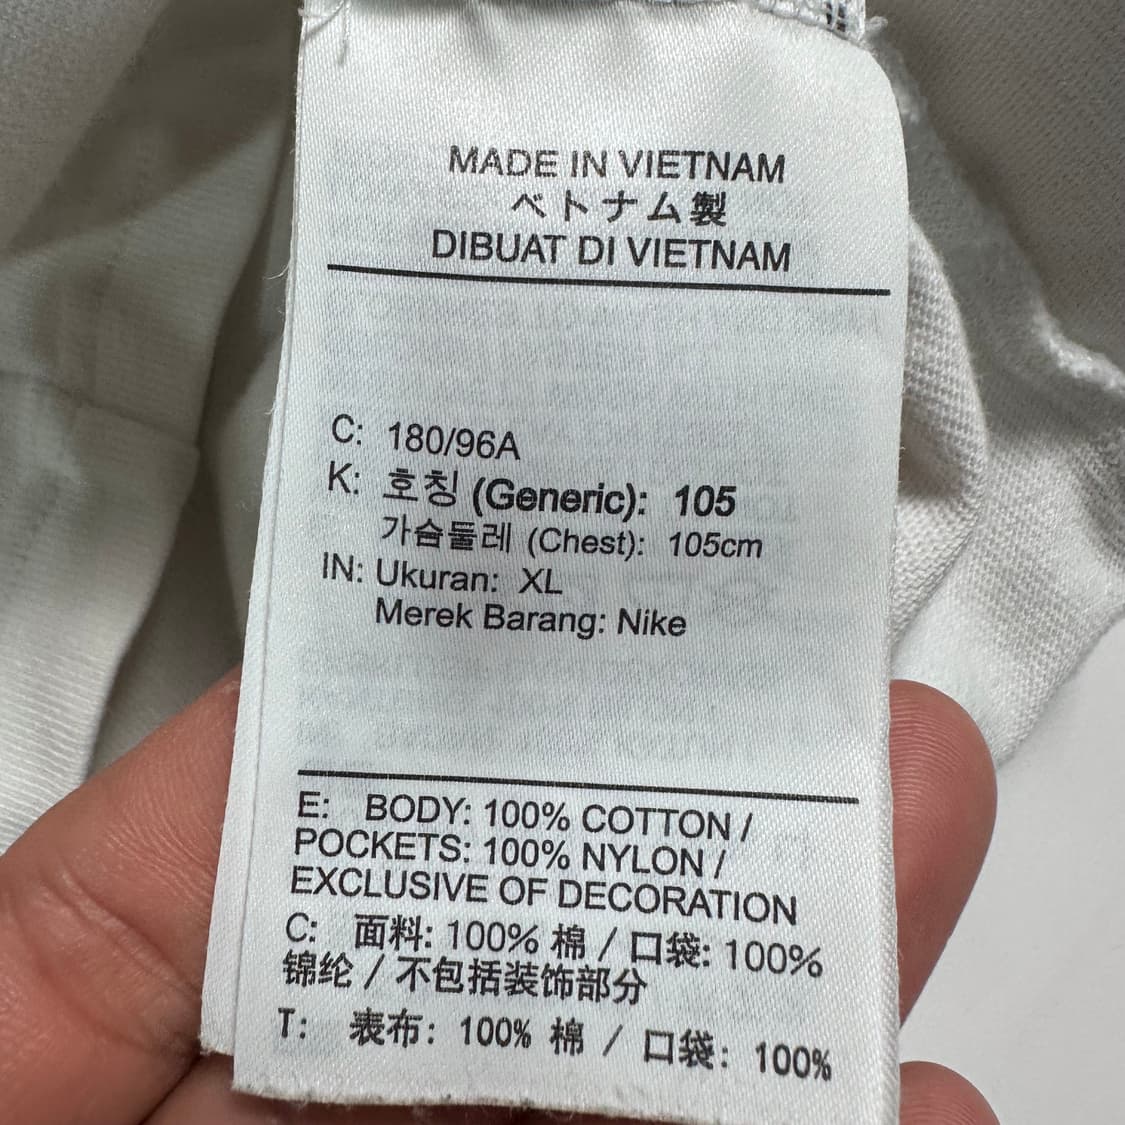 MADE IN VIETNAM
ベトナム製
DIBUAT DI VIETNAM
C: 180/96A
K: 호칭 (Generic): 105
가슴둘레 (Chest): 105cm
IN: Ukuran: XL
Merek Barang: Nike
E: BODY: 100% COTTON /
POCKETS: 100% NYLON /
EXCLUSIVE OF DECORATION
C: 面料: 100% 棉 / 口袋: 100%
锦纶 / 不包括装饰部分
T: 表布: 100% 棉 / 口袋: 100%